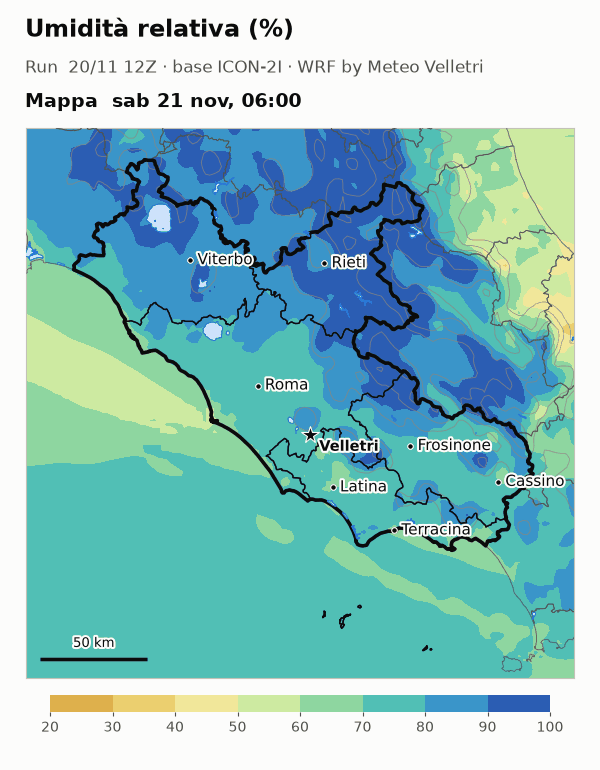 Umidità relativa (%)
Run  20/11 12Z · base ICON-2I · WRF by Meteo Velletri
Mappa  sab 21 nov, 06:00
Viterbo
Rieti
Roma
Velletri
Frosinone
Latina
Cassino
Terracina
50 km
20 30 40 50 60 70 80 90 100